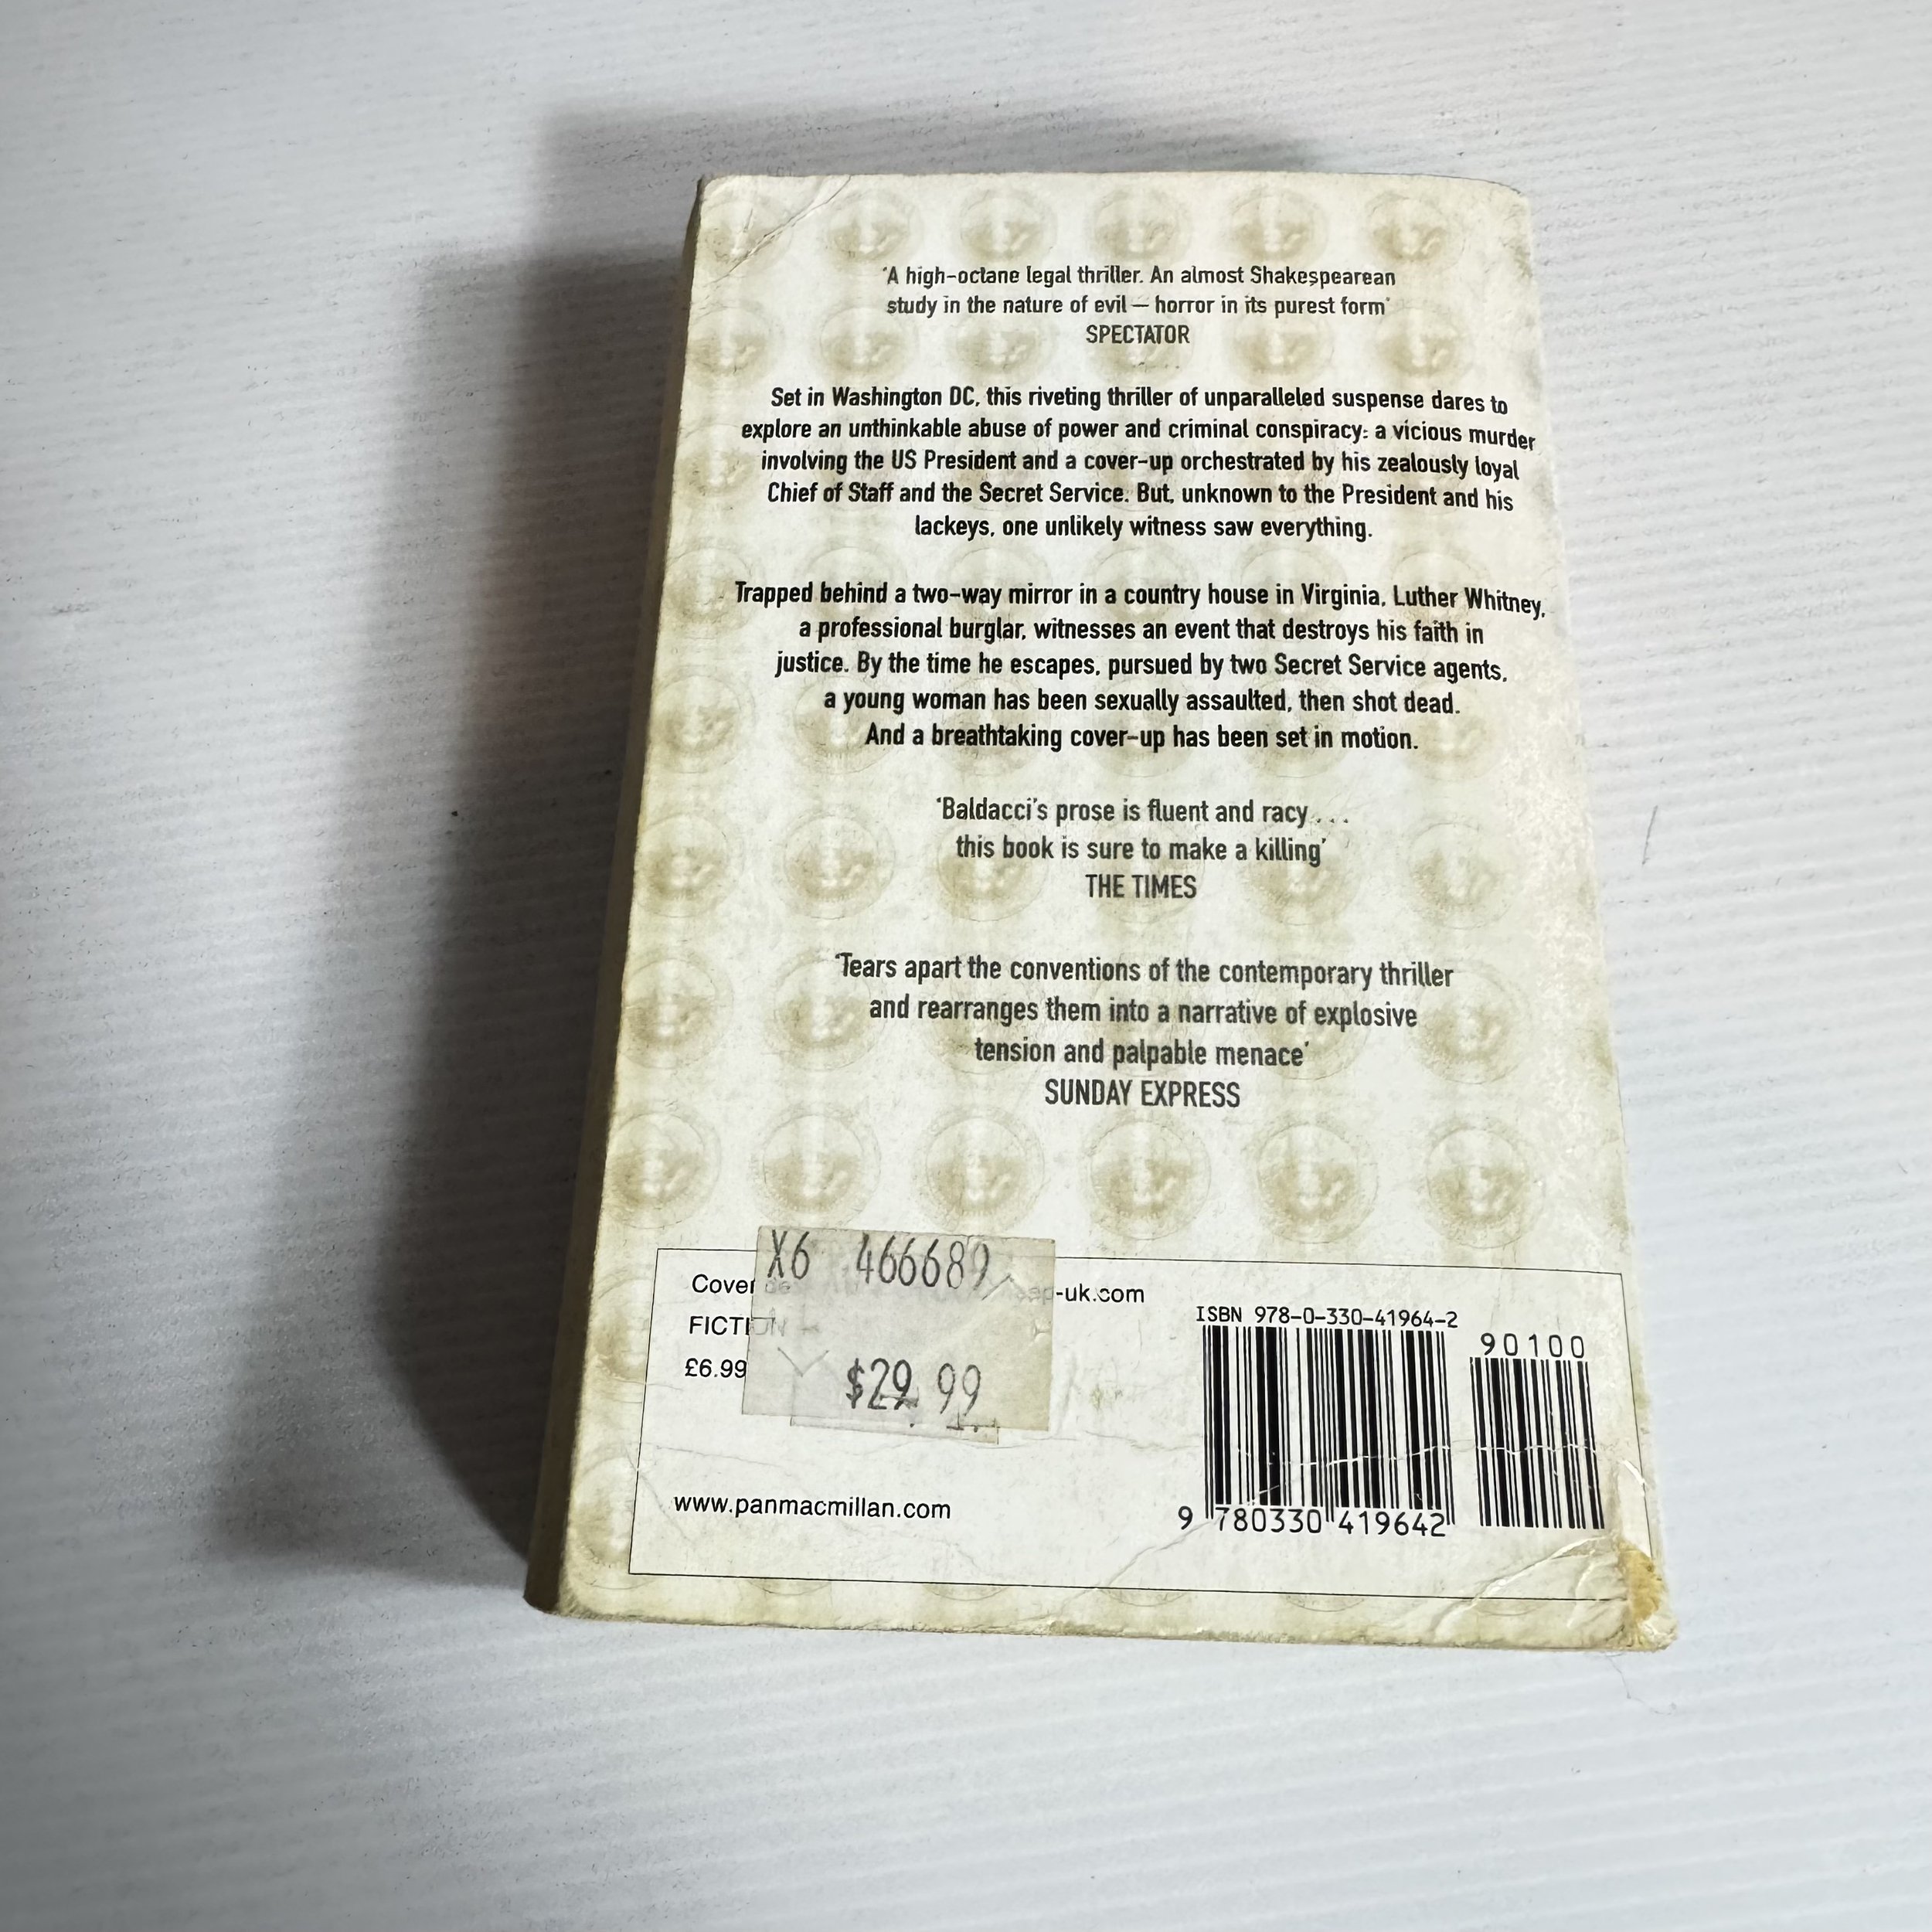 'A high-octane legal thriller. An almost Shakespearean
study in the nature of evil — horror in its purest form'
SPECTATOR
Set in Washington DC, this riveting thriller of unparalleled suspense dares to
explore an unthinkable abuse of power and criminal conspiracy: a vicious murder
involving the US President and a cover-up orchestrated by his zealously loyal
Chief of Staff and the Secret Service. But, unknown to the President and his
lackeys, one unlikely witness saw everything.
Trapped behind a two-way mirror in a country house in Virginia, Luther Whitney,
a professional burglar, witnesses an event that destroys his faith in
justice. By the time he escapes, pursued by two Secret Service agents,
a young woman has been sexually assaulted, then shot dead.
And a breathtaking cover-up has been set in motion.
'Baldacci's prose is fluent and racy . . .
this book is sure to make a killing'
THE TIMES
'Tears apart the conventions of the contemporary thriller
and rearranges them into a narrative of explosive
tension and palpable menace'
SUNDAY EXPRESS
X6 466689
Cover -uk.com
FICTION
£6.99
$29.99
www.panmacmillan.com
ISBN 978-0-330-41964-2
90100
9 780330 419642